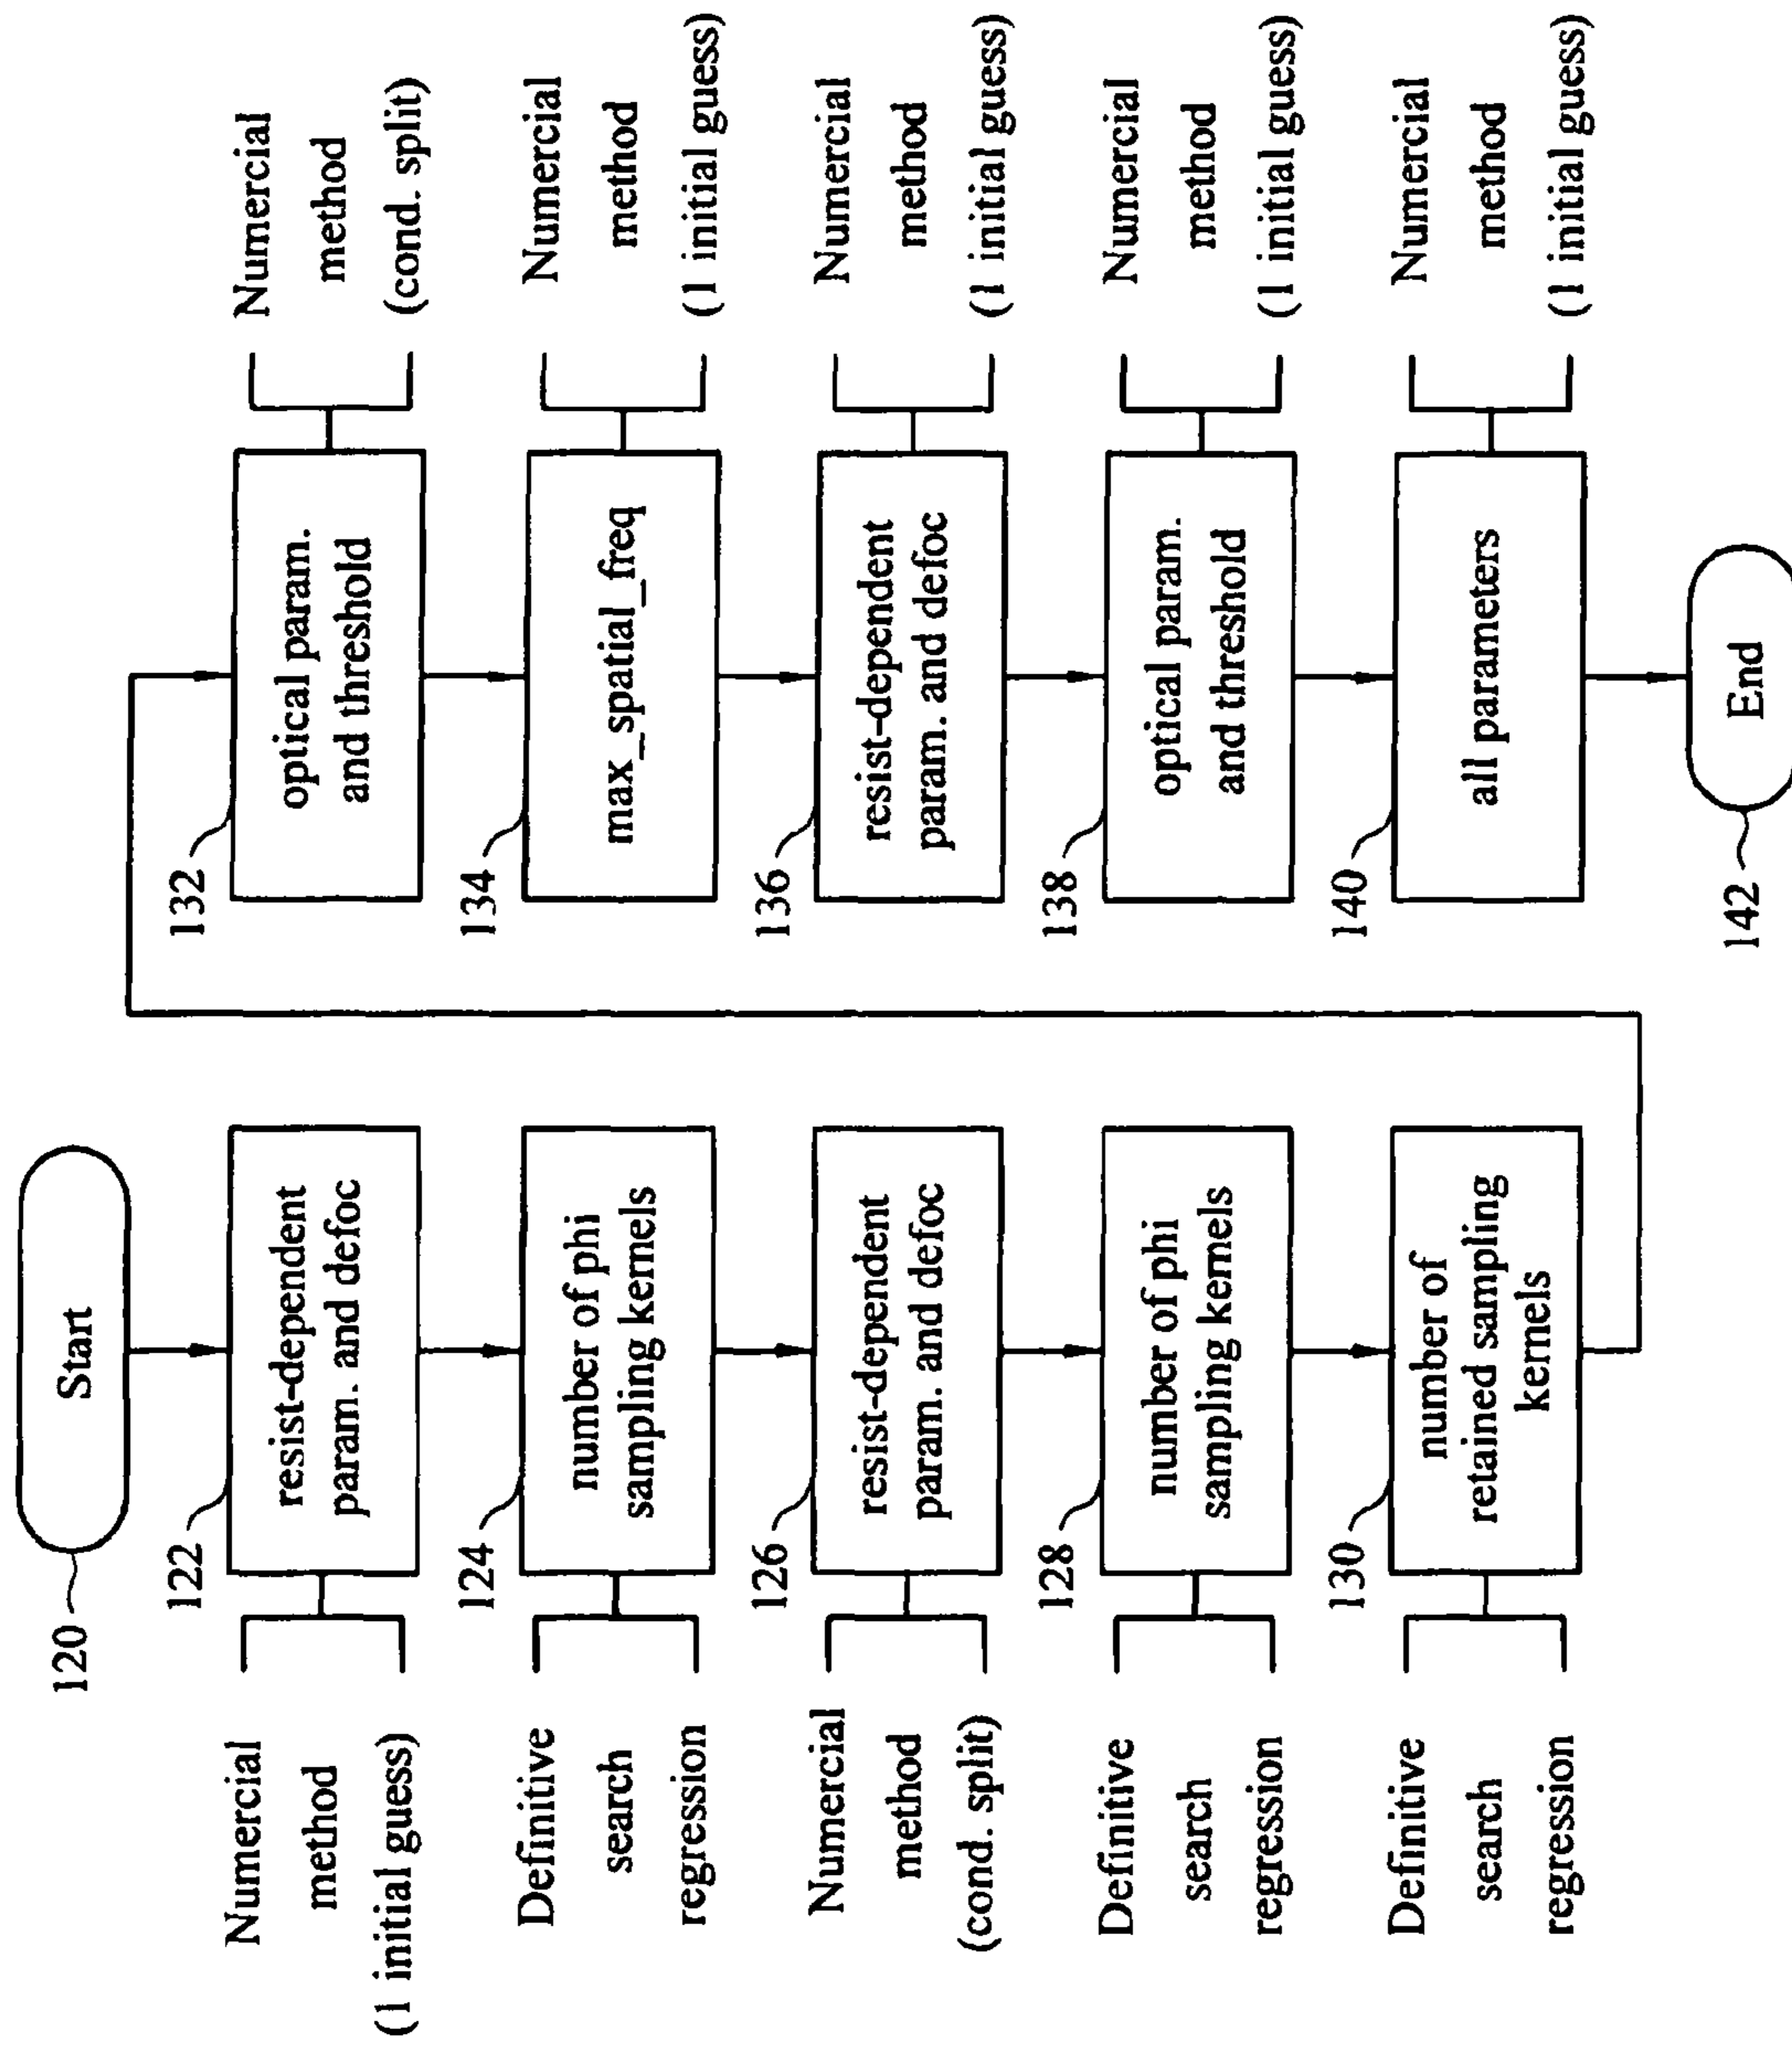 120
Start
Numercial
method
(1 initial guess)
122
resist-dependent
param. and defoc
Definitive
search
regression
124
number of phi
sampling kernels
Numercial
method
(cond. split)
126
resist-dependent
param. and defoc
Definitive
search
regression
128
number of phi
sampling kernels
Definitive
search
regression
130
number of
retained sampling
kernels
132
optical param.
and threshold
Numercial
method
(cond. split)
134
max_spatial_freq
Numercial
method
(1 initial guess)
136
resist-dependent
param. and defoc
Numercial
method
(1 initial guess)
138
optical param.
and threshold
Numercial
method
(1 initial guess)
140
all parameters
Numercial
method
(1 initial guess)
142
End